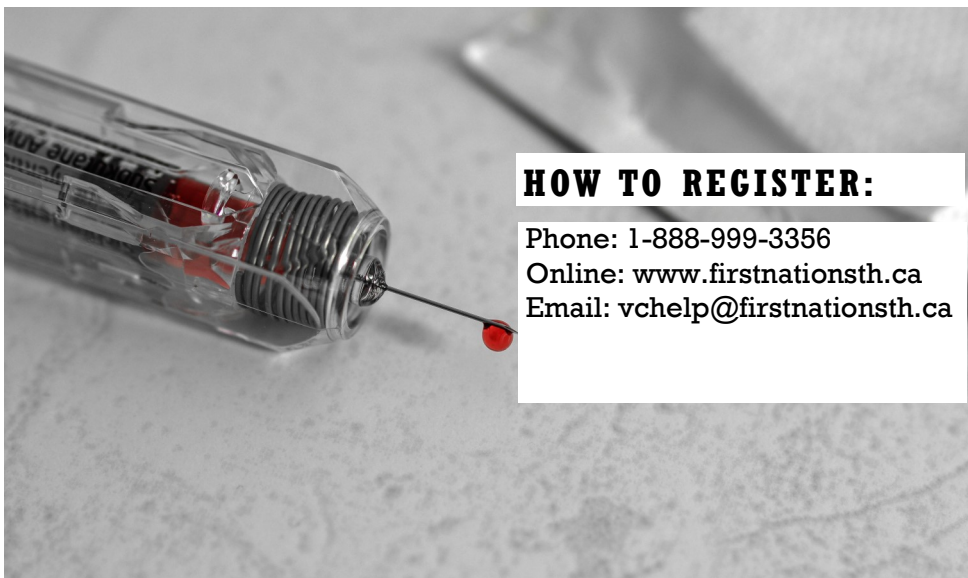 HOW TO REGISTER:
Phone: 1-888-999-3356
Online: www.firstnationsth.ca
Email: vchelp@firstnationsth.ca